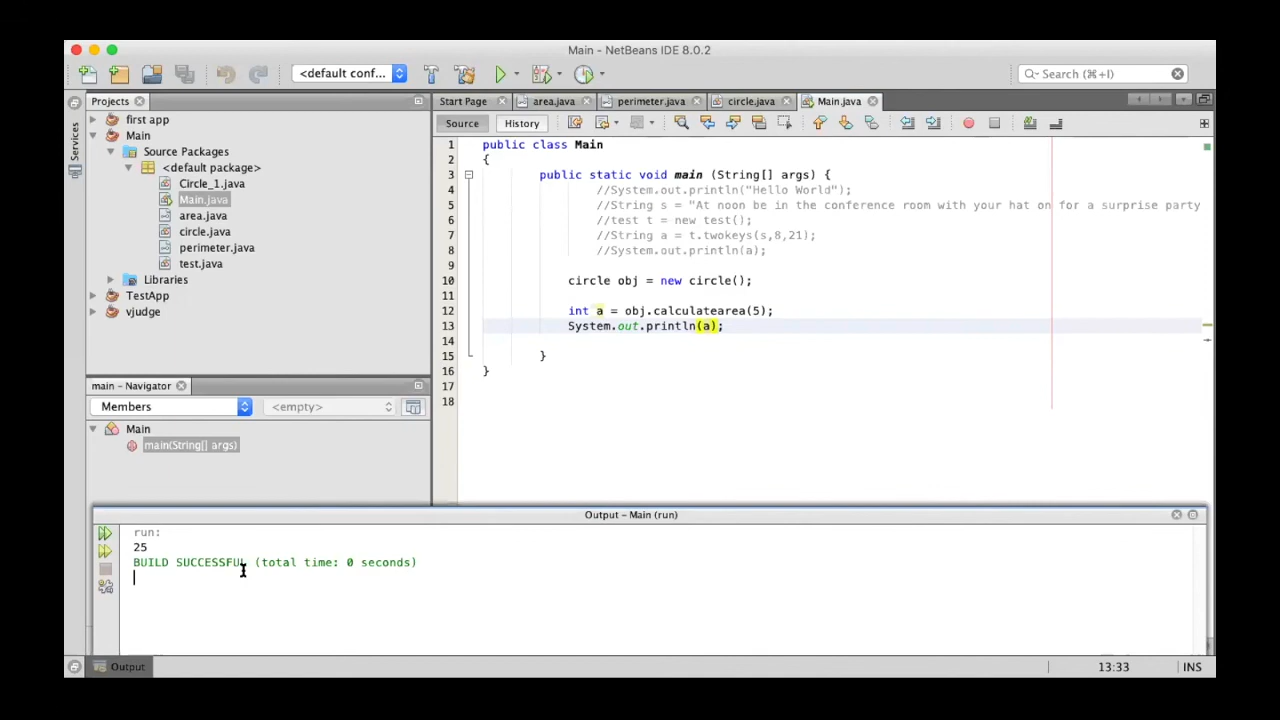 Main - NetBeans IDE 8.0.2
<default conf...
Search (⌘+I)
Projects
Start Page
area.java
perimeter.java
circle.java
Main.java
Services
first app
Main
Source Packages
<default package>
Circle_1.java
Main.java
area.java
circle.java
perimeter.java
test.java
Libraries
TestApp
vjudge
Source
History
1 public class Main
2 {
3 public static void main (String[] args) {
4 //System.out.println("Hello World");
5 //String s = "At noon be in the conference room with your hat on for a surprise party
6 //test t = new test();
7 //String a = t.twokeys(s,8,21);
8 //System.out.println(a);
9
10 circle obj = new circle();
11
12 int a = obj.calculatearea(5);
13 System.out.println(a);
14
15 }
16 }
17
18
main - Navigator
Members
<empty>
Main
main(String[] args)
Output - Main (run)
run:
25
BUILD SUCCESSFUL (total time: 0 seconds)
Output
13:33
INS